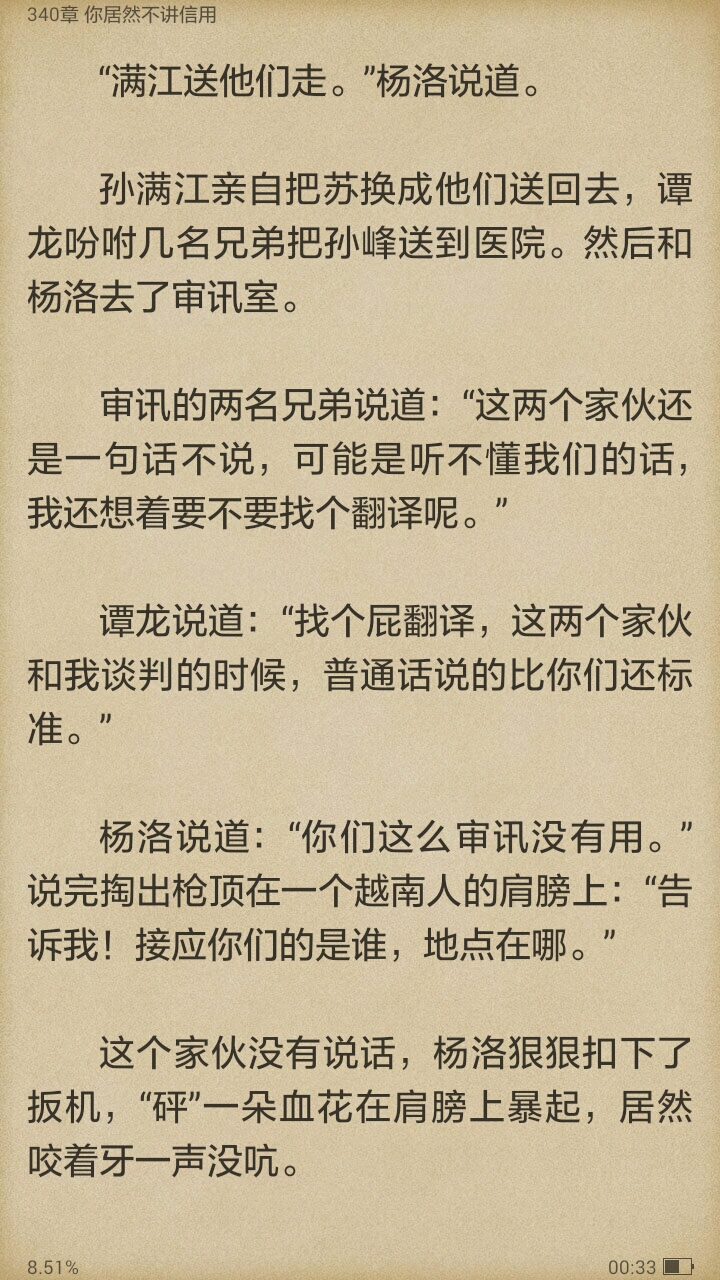 340章 你居然不讲信用
“满江送他们走。”杨洛说道。
孙满江亲自把苏换成他们送回去，谭
龙吩咐几名兄弟把孙峰送到医院。然后和
杨洛去了审讯室。
审讯的两名兄弟说道：“这两个家伙还
是一句话不说，可能是听不懂我们的话，
我还想着要不要找个翻译呢。”
谭龙说道：“找个屁翻译，这两个家伙
和我谈判的时候，普通话说的比你们还标
准。”
杨洛说道：“你们这么审讯没有用。”
说完掏出枪顶在一个越南人的肩膀上：“告
诉我！接应你们的是谁，地点在哪。”
这个家伙没有说话，杨洛狠狠扣下了
扳机，“砰”一朵血花在肩膀上暴起，居然
咬着牙一声没吭。
8.51%
00:33